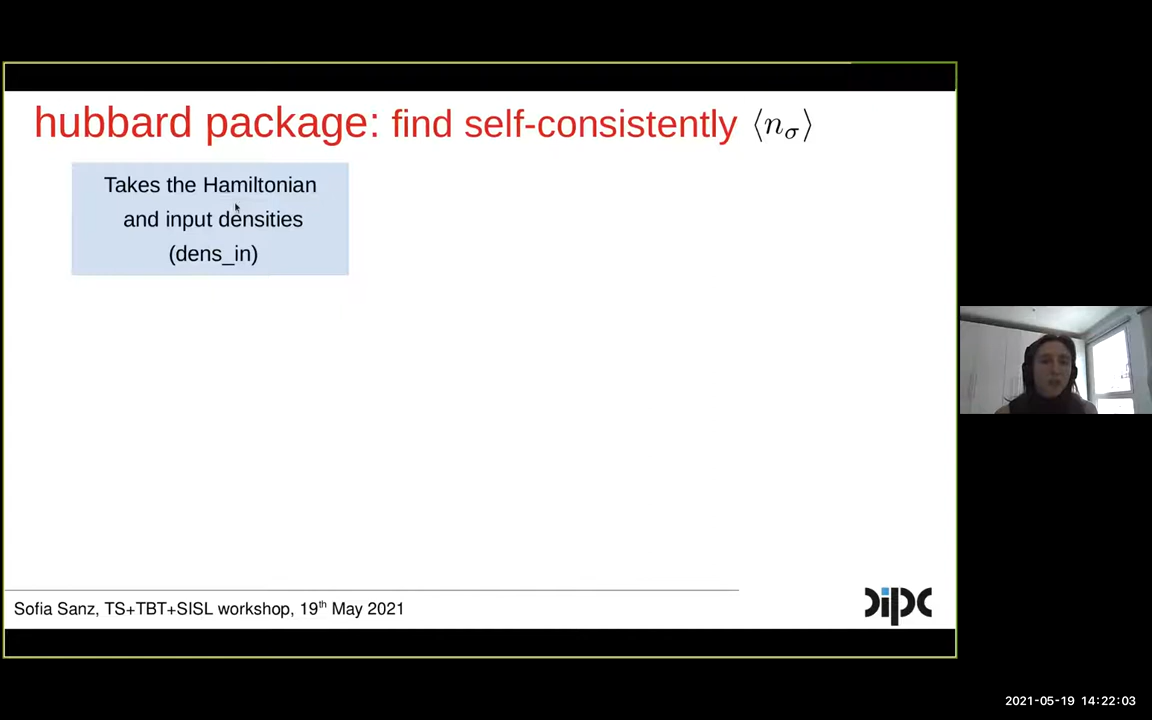 hubbard package: find self-consistently ⟨n_σ⟩
Takes the Hamiltonian
and input densities
(dens_in)
Sofia Sanz, TS+TBT+SISL workshop, 19th May 2021
dipc
2021-05-19 14:22:03